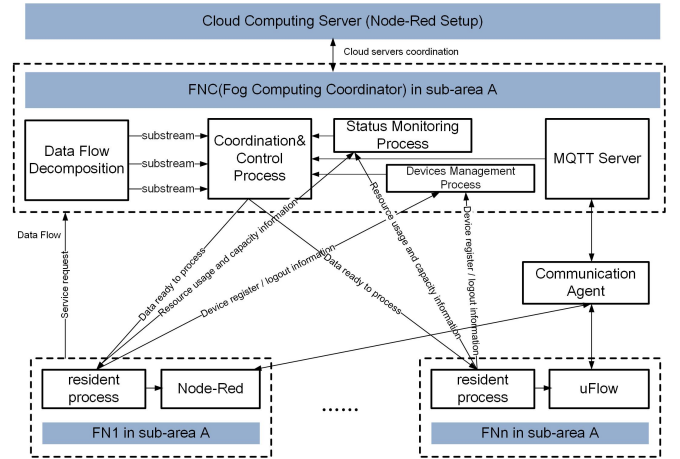 Cloud Computing Server (Node-Red Setup)
Cloud servers coordination
FNC(Fog Computing Coordinator) in sub-area A
Data Flow
Decomposition
substream
substream
substream
Coordination&
Control
Process
Status Monitoring
Process
Devices Management
Process
MQTT Server
Data Flow
Service request
Data ready to process
Resource usage and capacity information
Device register / logout information
Data ready to process
Resource usage and
capacity information
Device register /
logout information
Communication
Agent
resident
process
Node-Red
FN1 in sub-area A
......
resident
process
uFlow
FNn in sub-area A